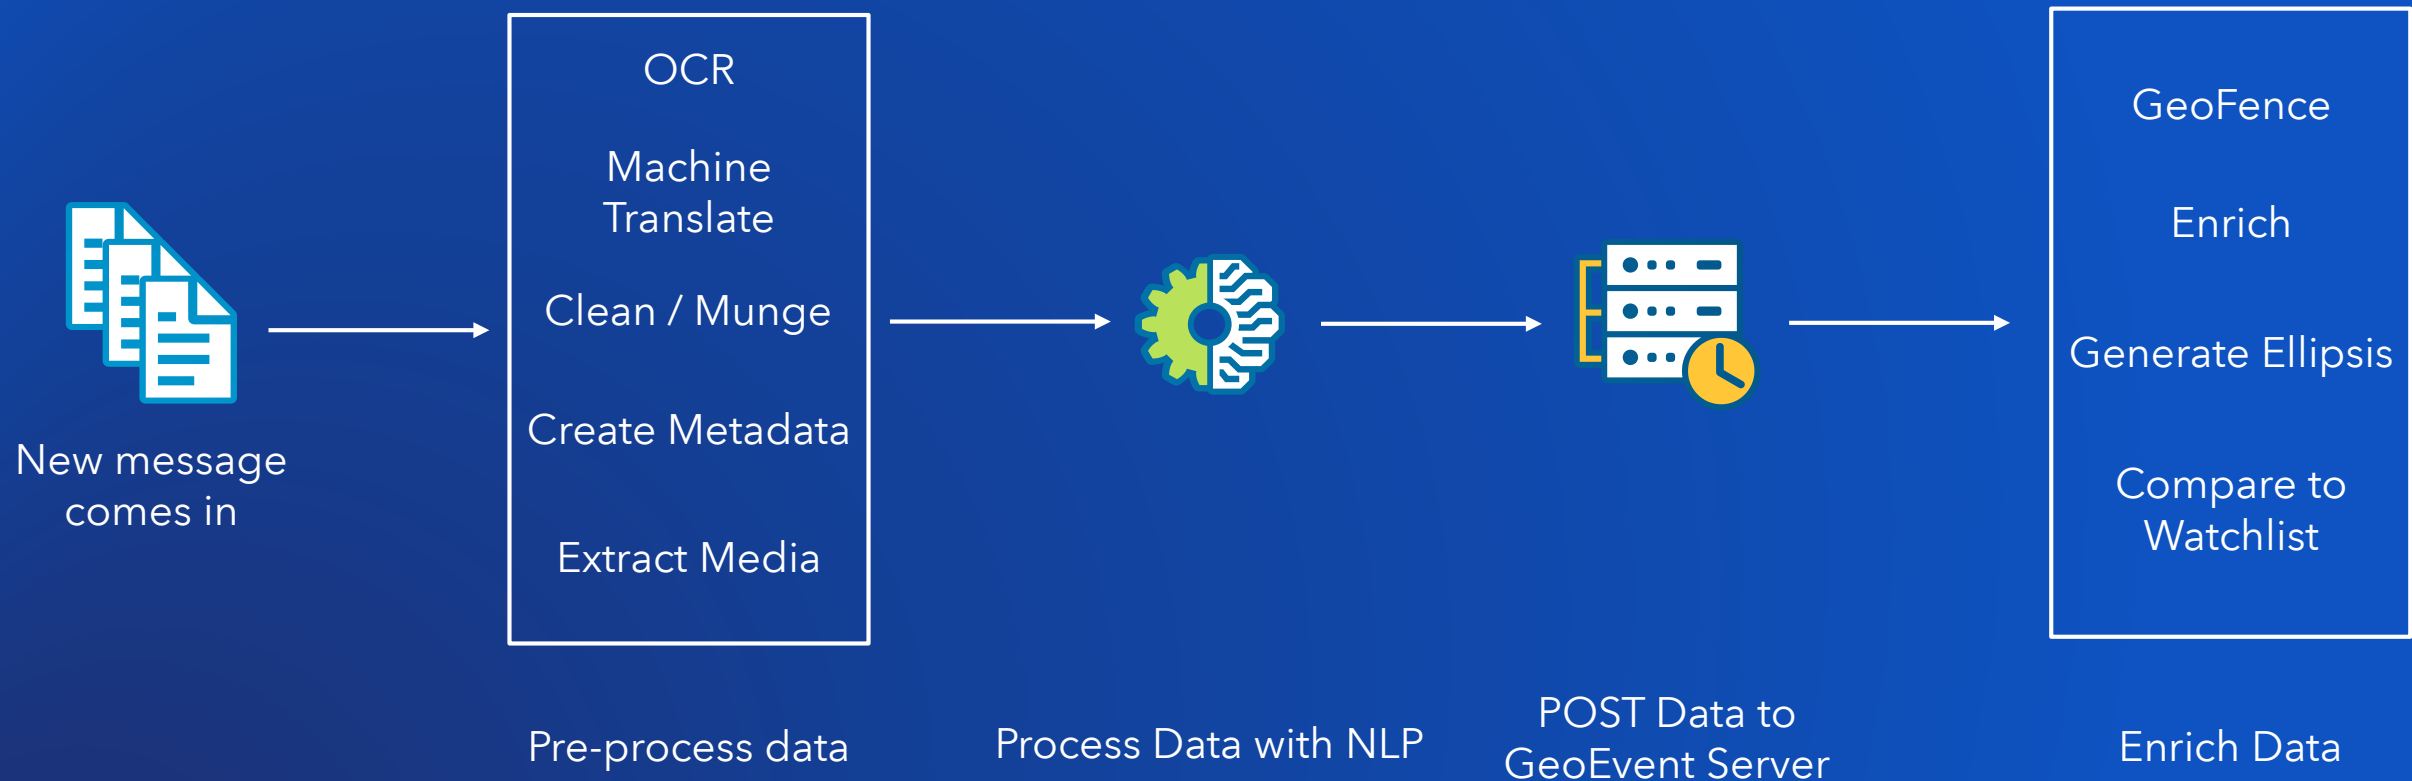 New message
comes in
OCR
Machine
Translate
Clean / Munge
Create Metadata
Extract Media
Pre-process data
Process Data with NLP
POST Data to
GeoEvent Server
GeoFence
Enrich
Generate Ellipsis
Compare to
Watchlist
Enrich Data